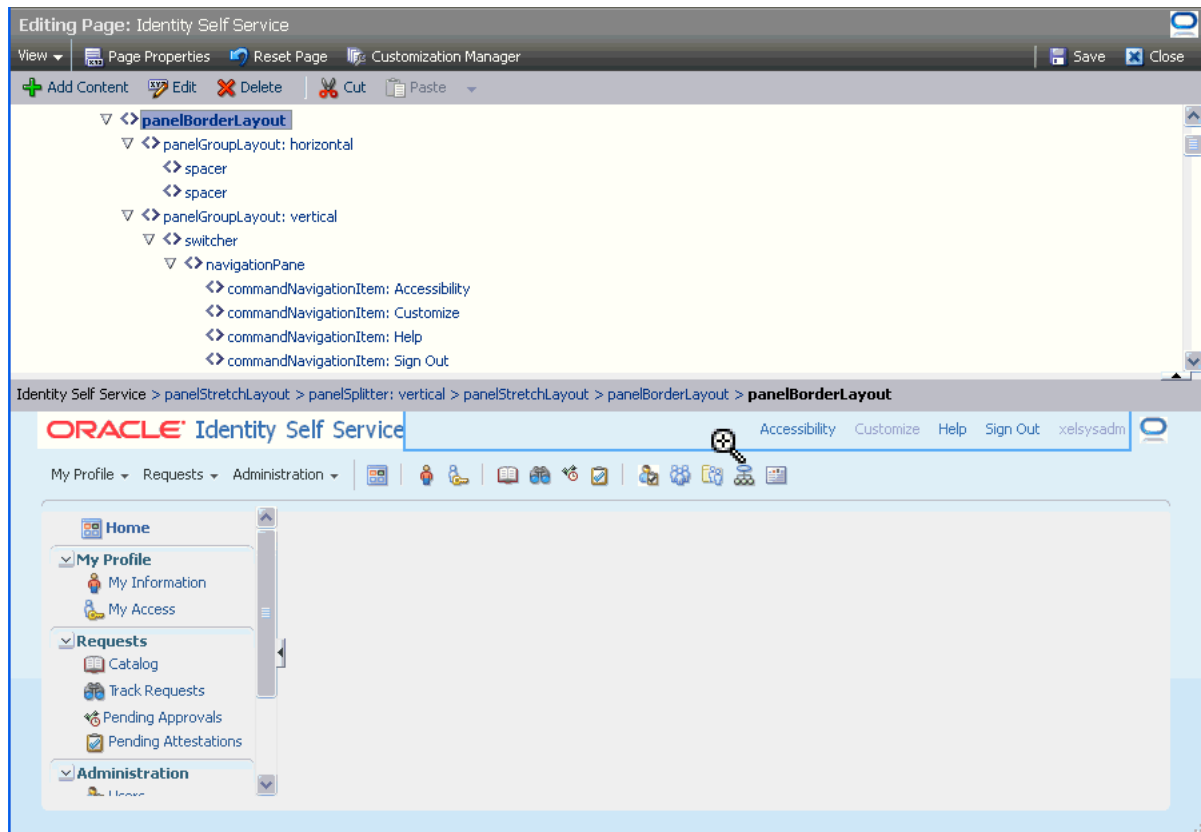 Editing Page: Identity Self Service
View Page Properties Reset Page Customization Manager Save Close
Add Content Edit Delete Cut Paste
<> panelBorderLayout
<> panelGroupLayout: horizontal
<> spacer
<> spacer
<> panelGroupLayout: vertical
<> switcher
<> navigationPane
<> commandNavigationItem: Accessibility
<> commandNavigationItem: Customize
<> commandNavigationItem: Help
<> commandNavigationItem: Sign Out
Identity Self Service > panelStretchLayout > panelSplitter: vertical > panelStretchLayout > panelBorderLayout > panelBorderLayout
ORACLE Identity Self Service Accessibility Customize Help Sign Out xelsysadm
My Profile Requests Administration
Home
My Profile
My Information
My Access
Requests
Catalog
Track Requests
Pending Approvals
Pending Attestations
Administration
Users